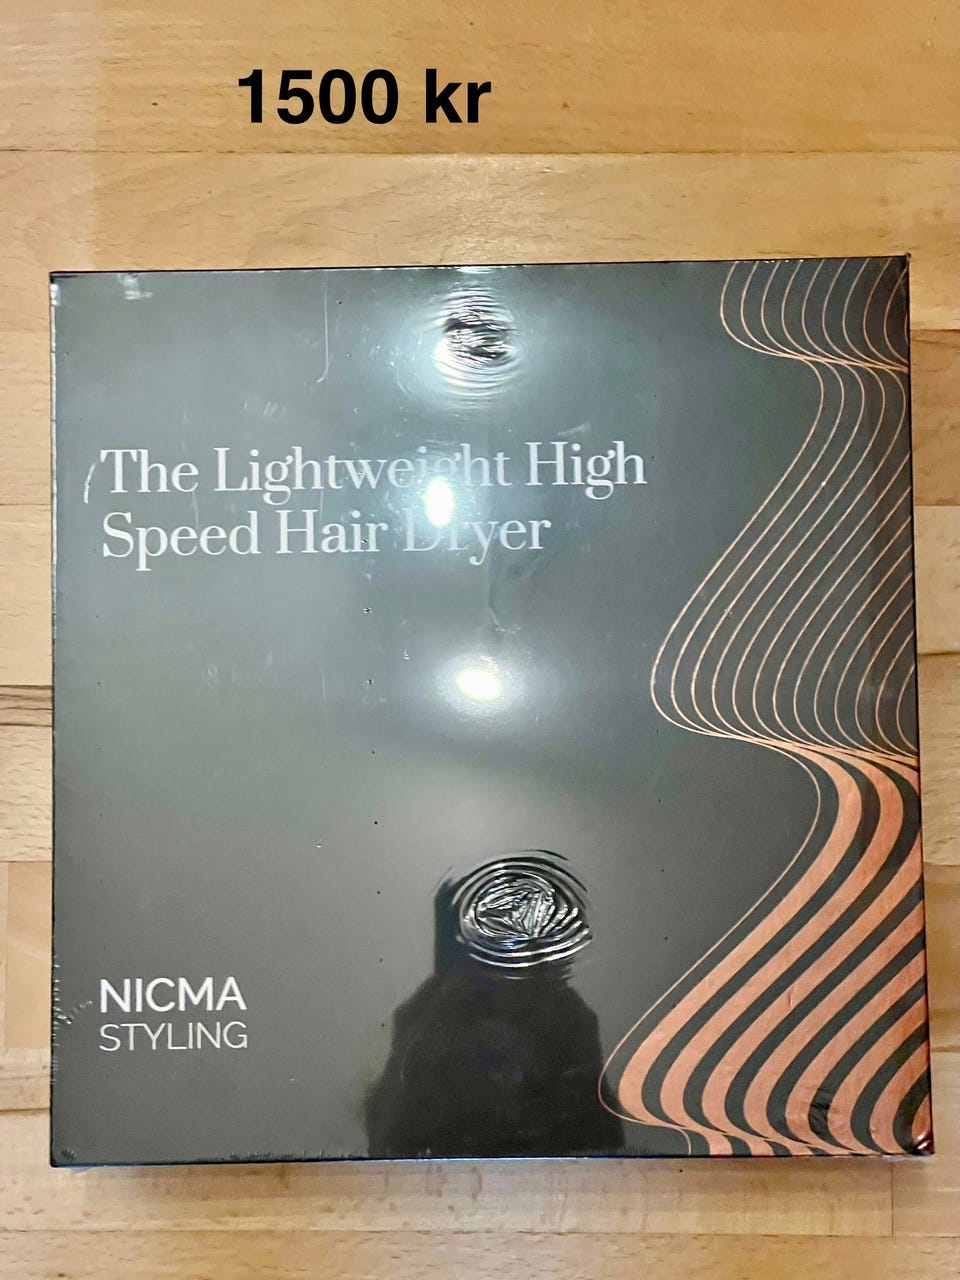 1500 kr
The Lightweight High
Speed Hair Dryer
NICMA
STYLING